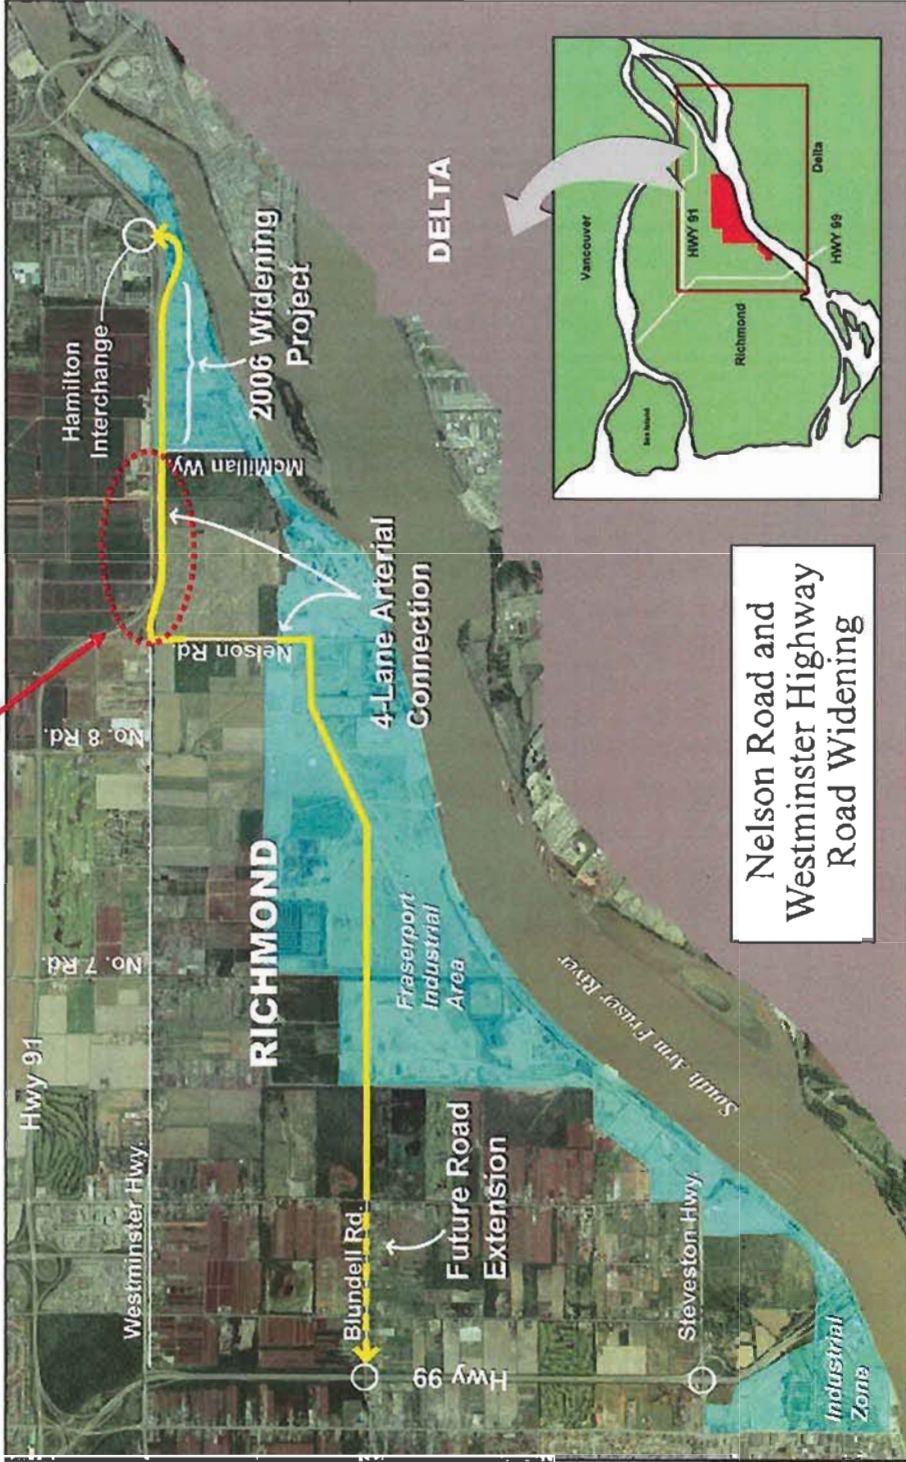 Hwy 91
Westminster Hwy.
No. 7 Rd.
No. 8 Rd.
Hamilton
Interchange
RICHMOND
Nelson Rd.
McMillan Wy.
2006 Widening
Project
4-Lane Arterial
Connection
DELTA
Blundell Rd.
Future Road
Extension
Fraserport
Industrial
Area
Hwy 99
South Arm Fraser River
Steveston Hwy.
Industrial
Zone
Nelson Road and
Westminster Highway
Road Widening
Vancouver
Sea Island
HWY 91
Richmond
HWY 99
Delta